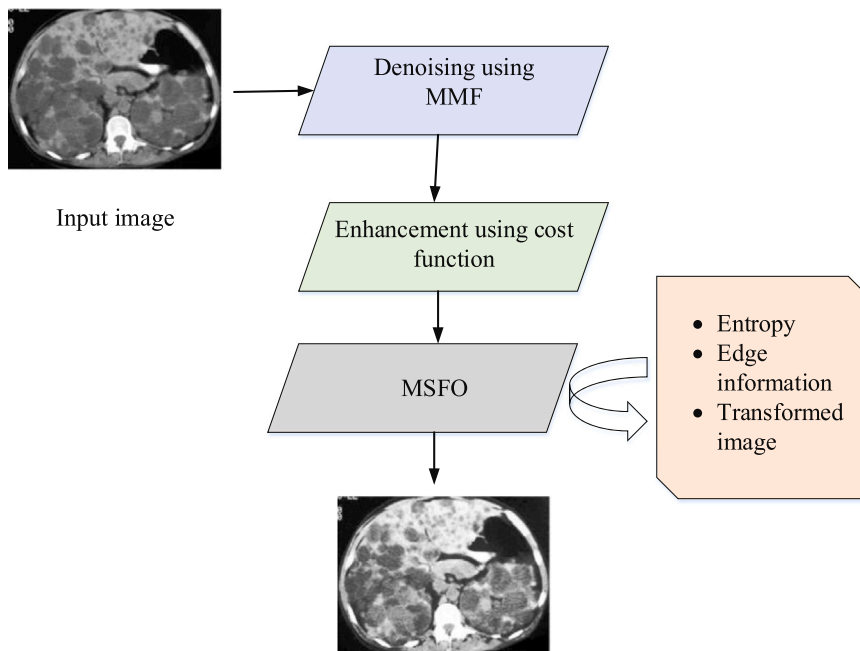 Denoising using
MMF
Input image
Enhancement using cost
function
MSFO
• Entropy
• Edge
information
• Transformed
image